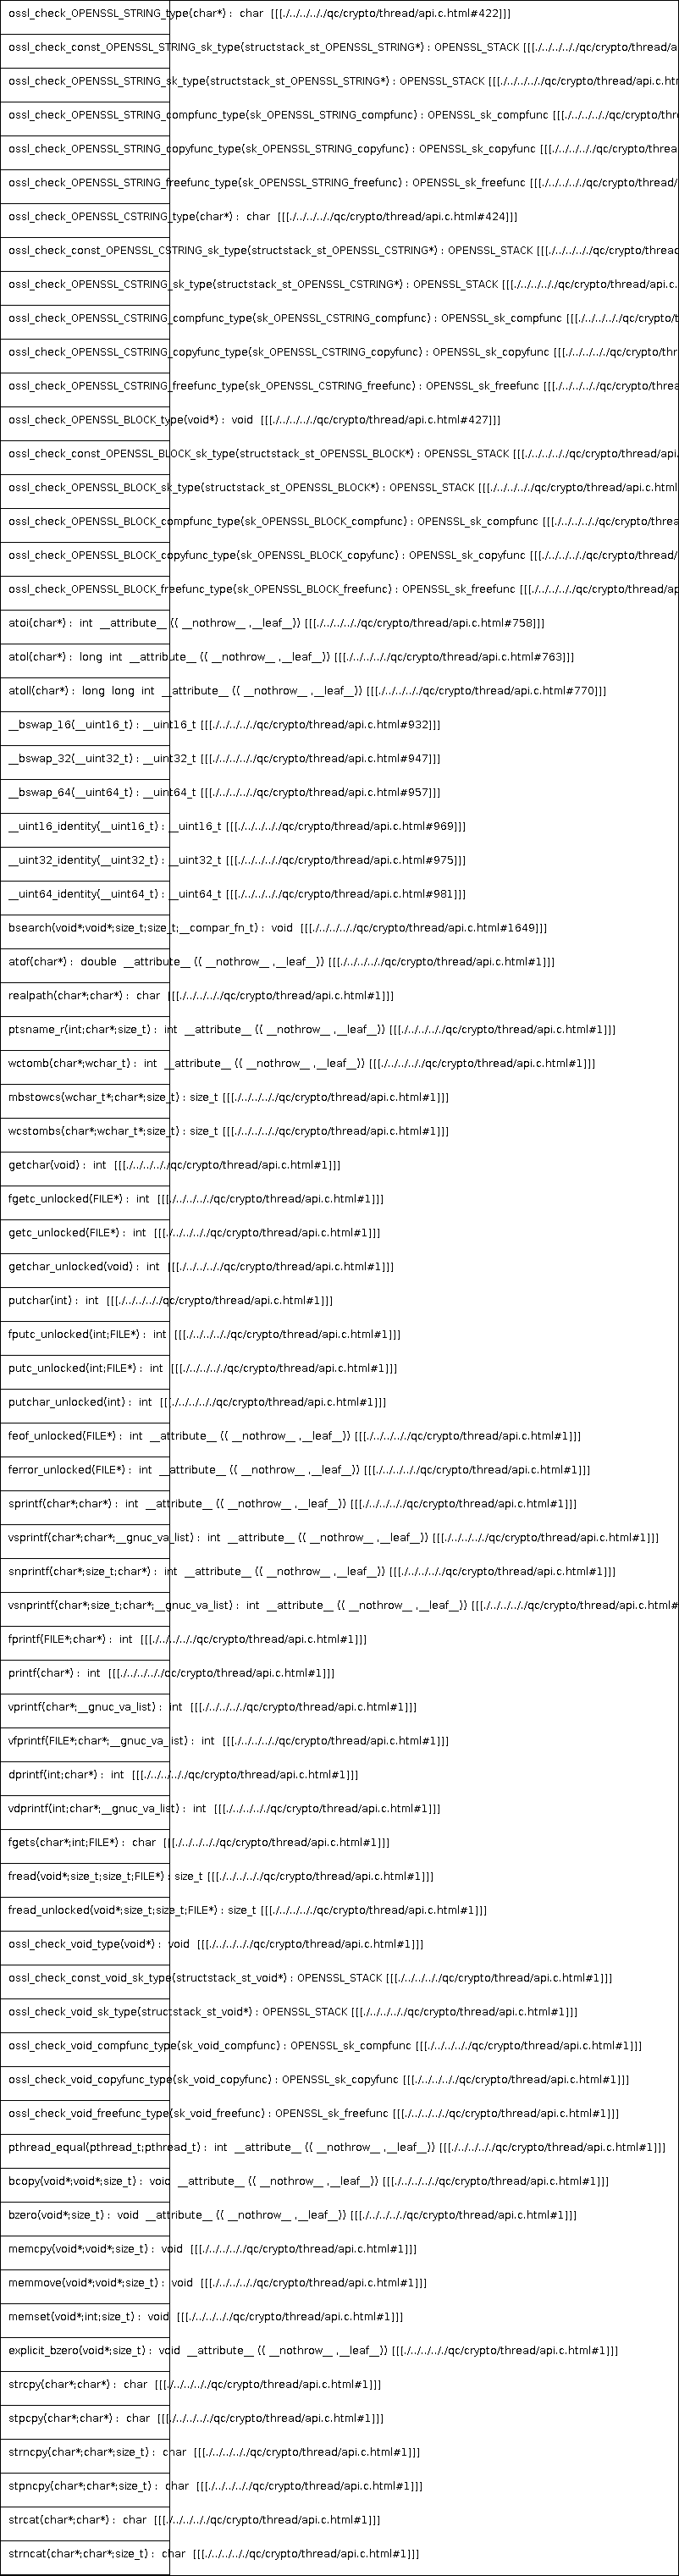 ossl_check_OPENSSL_STRING_type(char*) : char [[[./../../../qc/crypto/thread/api.c.html#422]]]
ossl_check_const_OPENSSL_STRING_sk_type(structstack_st_OPENSSL_STRING*) : OPENSSL_STACK [[[./../../../qc/crypto/thread/a
ossl_check_OPENSSL_STRING_sk_type(structstack_st_OPENSSL_STRING*) : OPENSSL_STACK [[[./../../../qc/crypto/thread/api.c.ht
ossl_check_OPENSSL_STRING_compfunc_type(sk_OPENSSL_STRING_compfunc) : OPENSSL_sk_compfunc [[[./../../../qc/crypto/thr
ossl_check_OPENSSL_STRING_copyfunc_type(sk_OPENSSL_STRING_copyfunc) : OPENSSL_sk_copyfunc [[[./../../../qc/crypto/threa
ossl_check_OPENSSL_STRING_freefunc_type(sk_OPENSSL_STRING_freefunc) : OPENSSL_sk_freefunc [[[./../../../qc/crypto/thread/
ossl_check_OPENSSL_CSTRING_type(char*) : char [[[./../../../qc/crypto/thread/api.c.html#424]]]
ossl_check_const_OPENSSL_CSTRING_sk_type(structstack_st_OPENSSL_CSTRING*) : OPENSSL_STACK [[[./../../../qc/crypto/thread
ossl_check_OPENSSL_CSTRING_sk_type(structstack_st_OPENSSL_CSTRING*) : OPENSSL_STACK [[[./../../../qc/crypto/thread/api.c.
ossl_check_OPENSSL_CSTRING_compfunc_type(sk_OPENSSL_CSTRING_compfunc) : OPENSSL_sk_compfunc [[[./../../../qc/crypto/t
ossl_check_OPENSSL_CSTRING_copyfunc_type(sk_OPENSSL_CSTRING_copyfunc) : OPENSSL_sk_copyfunc [[[./../../../qc/crypto/thr
ossl_check_OPENSSL_CSTRING_freefunc_type(sk_OPENSSL_CSTRING_freefunc) : OPENSSL_sk_freefunc [[[./../../../qc/crypto/threa
ossl_check_OPENSSL_BLOCK_type(void*) : void [[[./../../../qc/crypto/thread/api.c.html#427]]]
ossl_check_const_OPENSSL_BLOCK_sk_type(structstack_st_OPENSSL_BLOCK*) : OPENSSL_STACK [[[./../../../qc/crypto/thread/api.
ossl_check_OPENSSL_BLOCK_sk_type(structstack_st_OPENSSL_BLOCK*) : OPENSSL_STACK [[[./../../../qc/crypto/thread/api.c.html
ossl_check_OPENSSL_BLOCK_compfunc_type(sk_OPENSSL_BLOCK_compfunc) : OPENSSL_sk_compfunc [[[./../../../qc/crypto/threa
ossl_check_OPENSSL_BLOCK_copyfunc_type(sk_OPENSSL_BLOCK_copyfunc) : OPENSSL_sk_copyfunc [[[./../../../qc/crypto/thread/
ossl_check_OPENSSL_BLOCK_freefunc_type(sk_OPENSSL_BLOCK_freefunc) : OPENSSL_sk_freefunc [[[./../../../qc/crypto/thread/ap
atoi(char*) : int __attribute__ (( __nothrow__ ,__leaf__)) [[[./../../../qc/crypto/thread/api.c.html#758]]]
atol(char*) : long int __attribute__ (( __nothrow__ ,__leaf__)) [[[./../../../qc/crypto/thread/api.c.html#763]]]
atoll(char*) : long long int __attribute__ (( __nothrow__ ,__leaf__)) [[[./../../../qc/crypto/thread/api.c.html#770]]]
__bswap_16(__uint16_t) : __uint16_t [[[./../../../qc/crypto/thread/api.c.html#932]]]
__bswap_32(__uint32_t) : __uint32_t [[[./../../../qc/crypto/thread/api.c.html#947]]]
__bswap_64(__uint64_t) : __uint64_t [[[./../../../qc/crypto/thread/api.c.html#957]]]
__uint16_identity(__uint16_t) : __uint16_t [[[./../../../qc/crypto/thread/api.c.html#969]]]
__uint32_identity(__uint32_t) : __uint32_t [[[./../../../qc/crypto/thread/api.c.html#975]]]
__uint64_identity(__uint64_t) : __uint64_t [[[./../../../qc/crypto/thread/api.c.html#981]]]
bsearch(void*;void*;size_t;size_t;__compar_fn_t) : void [[[./../../../qc/crypto/thread/api.c.html#1649]]]
atof(char*) : double __attribute__ (( __nothrow__ ,__leaf__)) [[[./../../../qc/crypto/thread/api.c.html#1]]]
realpath(char*;char*) : char [[[./../../../qc/crypto/thread/api.c.html#1]]]
ptsname_r(int;char*;size_t) : int __attribute__ (( __nothrow__ ,__leaf__)) [[[./../../../qc/crypto/thread/api.c.html#1]]]
wctomb(char*;wchar_t) : int __attribute__ (( __nothrow__ ,__leaf__)) [[[./../../../qc/crypto/thread/api.c.html#1]]]
mbstowcs(wchar_t*;char*;size_t) : size_t [[[./../../../qc/crypto/thread/api.c.html#1]]]
wcstombs(char*;wchar_t*;size_t) : size_t [[[./../../../qc/crypto/thread/api.c.html#1]]]
getchar(void) : int [[[./../../../qc/crypto/thread/api.c.html#1]]]
fgetc_unlocked(FILE*) : int [[[./../../../qc/crypto/thread/api.c.html#1]]]
getc_unlocked(FILE*) : int [[[./../../../qc/crypto/thread/api.c.html#1]]]
getchar_unlocked(void) : int [[[./../../../qc/crypto/thread/api.c.html#1]]]
putchar(int) : int [[[./../../../qc/crypto/thread/api.c.html#1]]]
fputc_unlocked(int;FILE*) : int [[[./../../../qc/crypto/thread/api.c.html#1]]]
putc_unlocked(int;FILE*) : int [[[./../../../qc/crypto/thread/api.c.html#1]]]
putchar_unlocked(int) : int [[[./../../../qc/crypto/thread/api.c.html#1]]]
feof_unlocked(FILE*) : int __attribute__ (( __nothrow__ ,__leaf__)) [[[./../../../qc/crypto/thread/api.c.html#1]]]
ferror_unlocked(FILE*) : int __attribute__ (( __nothrow__ ,__leaf__)) [[[./../../../qc/crypto/thread/api.c.html#1]]]
sprintf(char*;char*) : int __attribute__ (( __nothrow__ ,__leaf__)) [[[./../../../qc/crypto/thread/api.c.html#1]]]
vsprintf(char*;char*;__gnuc_va_list) : int __attribute__ (( __nothrow__ ,__leaf__)) [[[./../../../qc/crypto/thread/api.c.html#1]]]
snprintf(char*;size_t;char*) : int __attribute__ (( __nothrow__ ,__leaf__)) [[[./../../../qc/crypto/thread/api.c.html#1]]]
vsnprintf(char*;size_t;char*;__gnuc_va_list) : int __attribute__ (( __nothrow__ ,__leaf__)) [[[./../../../qc/crypto/thread/api.c.html#
fprintf(FILE*;char*) : int [[[./../../../qc/crypto/thread/api.c.html#1]]]
printf(char*) : int [[[./../../../qc/crypto/thread/api.c.html#1]]]
vprintf(char*;__gnuc_va_list) : int [[[./../../../qc/crypto/thread/api.c.html#1]]]
vfprintf(FILE*;char*;__gnuc_va_list) : int [[[./../../../qc/crypto/thread/api.c.html#1]]]
dprintf(int;char*) : int [[[./../../../qc/crypto/thread/api.c.html#1]]]
vdprintf(int;char*;__gnuc_va_list) : int [[[./../../../qc/crypto/thread/api.c.html#1]]]
fgets(char*;int;FILE*) : char [[[./../../../qc/crypto/thread/api.c.html#1]]]
fread(void*;size_t;size_t;FILE*) : size_t [[[./../../../qc/crypto/thread/api.c.html#1]]]
fread_unlocked(void*;size_t;size_t;FILE*) : size_t [[[./../../../qc/crypto/thread/api.c.html#1]]]
ossl_check_void_type(void*) : void [[[./../../../qc/crypto/thread/api.c.html#1]]]
ossl_check_const_void_sk_type(structstack_st_void*) : OPENSSL_STACK [[[./../../../qc/crypto/thread/api.c.html#1]]]
ossl_check_void_sk_type(structstack_st_void*) : OPENSSL_STACK [[[./../../../qc/crypto/thread/api.c.html#1]]]
ossl_check_void_compfunc_type(sk_void_compfunc) : OPENSSL_sk_compfunc [[[./../../../qc/crypto/thread/api.c.html#1]]]
ossl_check_void_copyfunc_type(sk_void_copyfunc) : OPENSSL_sk_copyfunc [[[./../../../qc/crypto/thread/api.c.html#1]]]
ossl_check_void_freefunc_type(sk_void_freefunc) : OPENSSL_sk_freefunc [[[./../../../qc/crypto/thread/api.c.html#1]]]
pthread_equal(pthread_t;pthread_t) : int __attribute__ (( __nothrow__ ,__leaf__)) [[[./../../../qc/crypto/thread/api.c.html#1]]]
bcopy(void*;void*;size_t) : void __attribute__ (( __nothrow__ ,__leaf__)) [[[./../../../qc/crypto/thread/api.c.html#1]]]
bzero(void*;size_t) : void __attribute__ (( __nothrow__ ,__leaf__)) [[[./../../../qc/crypto/thread/api.c.html#1]]]
memcpy(void*;void*;size_t) : void [[[./../../../qc/crypto/thread/api.c.html#1]]]
memmove(void*;void*;size_t) : void [[[./../../../qc/crypto/thread/api.c.html#1]]]
memset(void*;int;size_t) : void [[[./../../../qc/crypto/thread/api.c.html#1]]]
explicit_bzero(void*;size_t) : void __attribute__ (( __nothrow__ ,__leaf__)) [[[./../../../qc/crypto/thread/api.c.html#1]]]
strcpy(char*;char*) : char [[[./../../../qc/crypto/thread/api.c.html#1]]]
stpcpy(char*;char*) : char [[[./../../../qc/crypto/thread/api.c.html#1]]]
strncpy(char*;char*;size_t) : char [[[./../../../qc/crypto/thread/api.c.html#1]]]
stpncpy(char*;char*;size_t) : char [[[./../../../qc/crypto/thread/api.c.html#1]]]
strcat(char*;char*) : char [[[./../../../qc/crypto/thread/api.c.html#1]]]
strncat(char*;char*;size_t) : char [[[./../../../qc/crypto/thread/api.c.html#1]]]